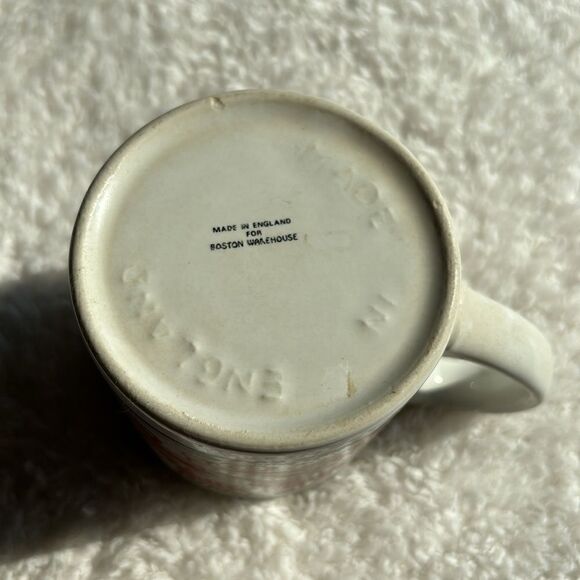 MADE IN ENGLAND
FOR
BOSTON WAREHOUSE
MADE
IN
ENGLAND